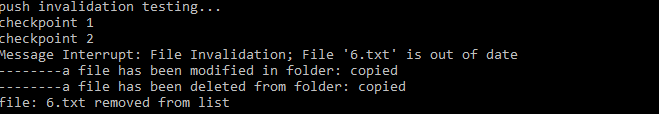 push invalidation testing...
checkpoint 1
checkpoint 2
Message Interrupt: File Invalidation; File '6.txt' is out of date
--------a file has been modified in folder: copied
--------a file has been deleted from folder: copied
file: 6.txt removed from list